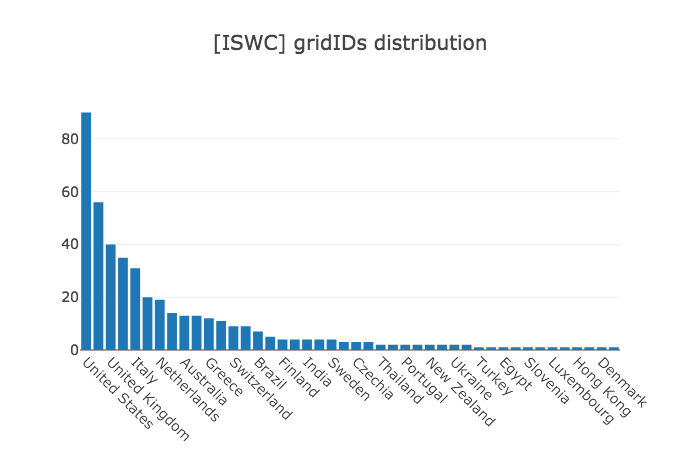 [ISWC] gridIDs distribution
80
60
40
20
0
United States
United Kingdom
Italy
Netherlands
Australia
Greece
Switzerland
Brazil
Finland
India
Sweden
Czechia
Thailand
Portugal
New Zealand
Ukraine
Turkey
Egypt
Slovenia
Luxembourg
Hong Kong
Denmark